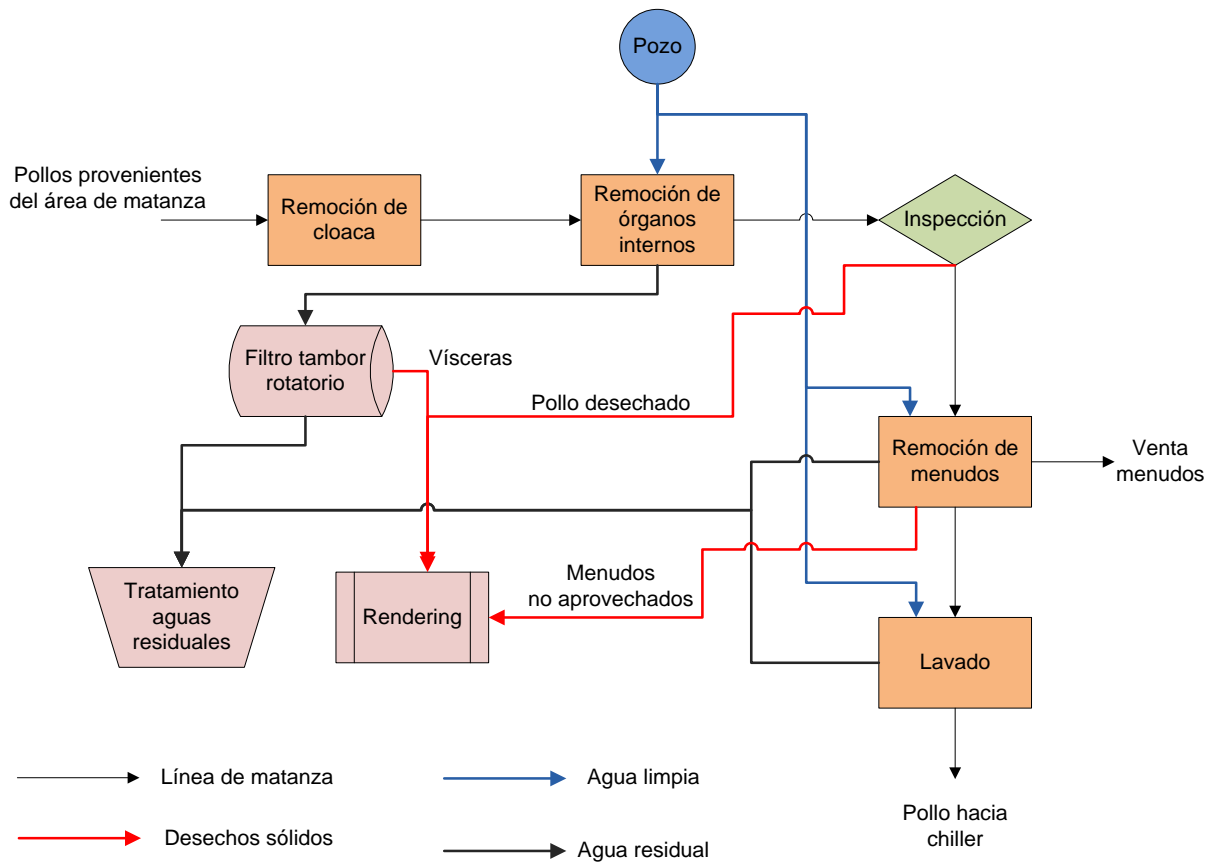 Pozo
Pollos provenientes
del área de matanza
Remoción de
cloaca
Remoción de
órganos
internos
Inspección
Filtro tambor
rotatorio
Vísceras
Pollo desechado
Remoción de
menudos
Venta
menudos
Tratamiento
aguas
residuales
Rendering
Menudos
no aprovechados
Lavado
Línea de matanza
Agua limpia
Desechos sólidos
Agua residual
Pollo hacia
chiller